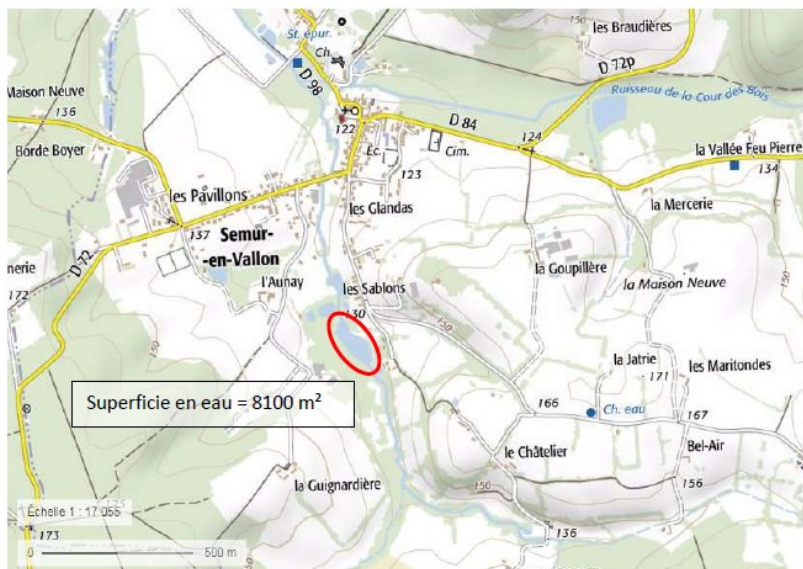 150
les Braudières
St. épur.
Ch.
D 98
D 72p
Ruisseau de la Cour des Bois
Maison Neuve
136
122
D 84
124
Borde Boyer
Éc.
Cim.
la Vallée Feu Pierre
134
123
les Pavillons
la Mercerie
les Glandas
137
Semur-
-en-Vallon
D 72
la Goupillère
nerie
172
l'Aunay
les Sablons
la Maison Neuve
130
150
150
la Jatrie
171
les Maritondes
Superficie en eau = 8100 m²
166
Ch. eau
167
le Châtelier
Bel-Air
la Guignardière
150
156
Échelle 1 : 17 055
136
173
0
500 m